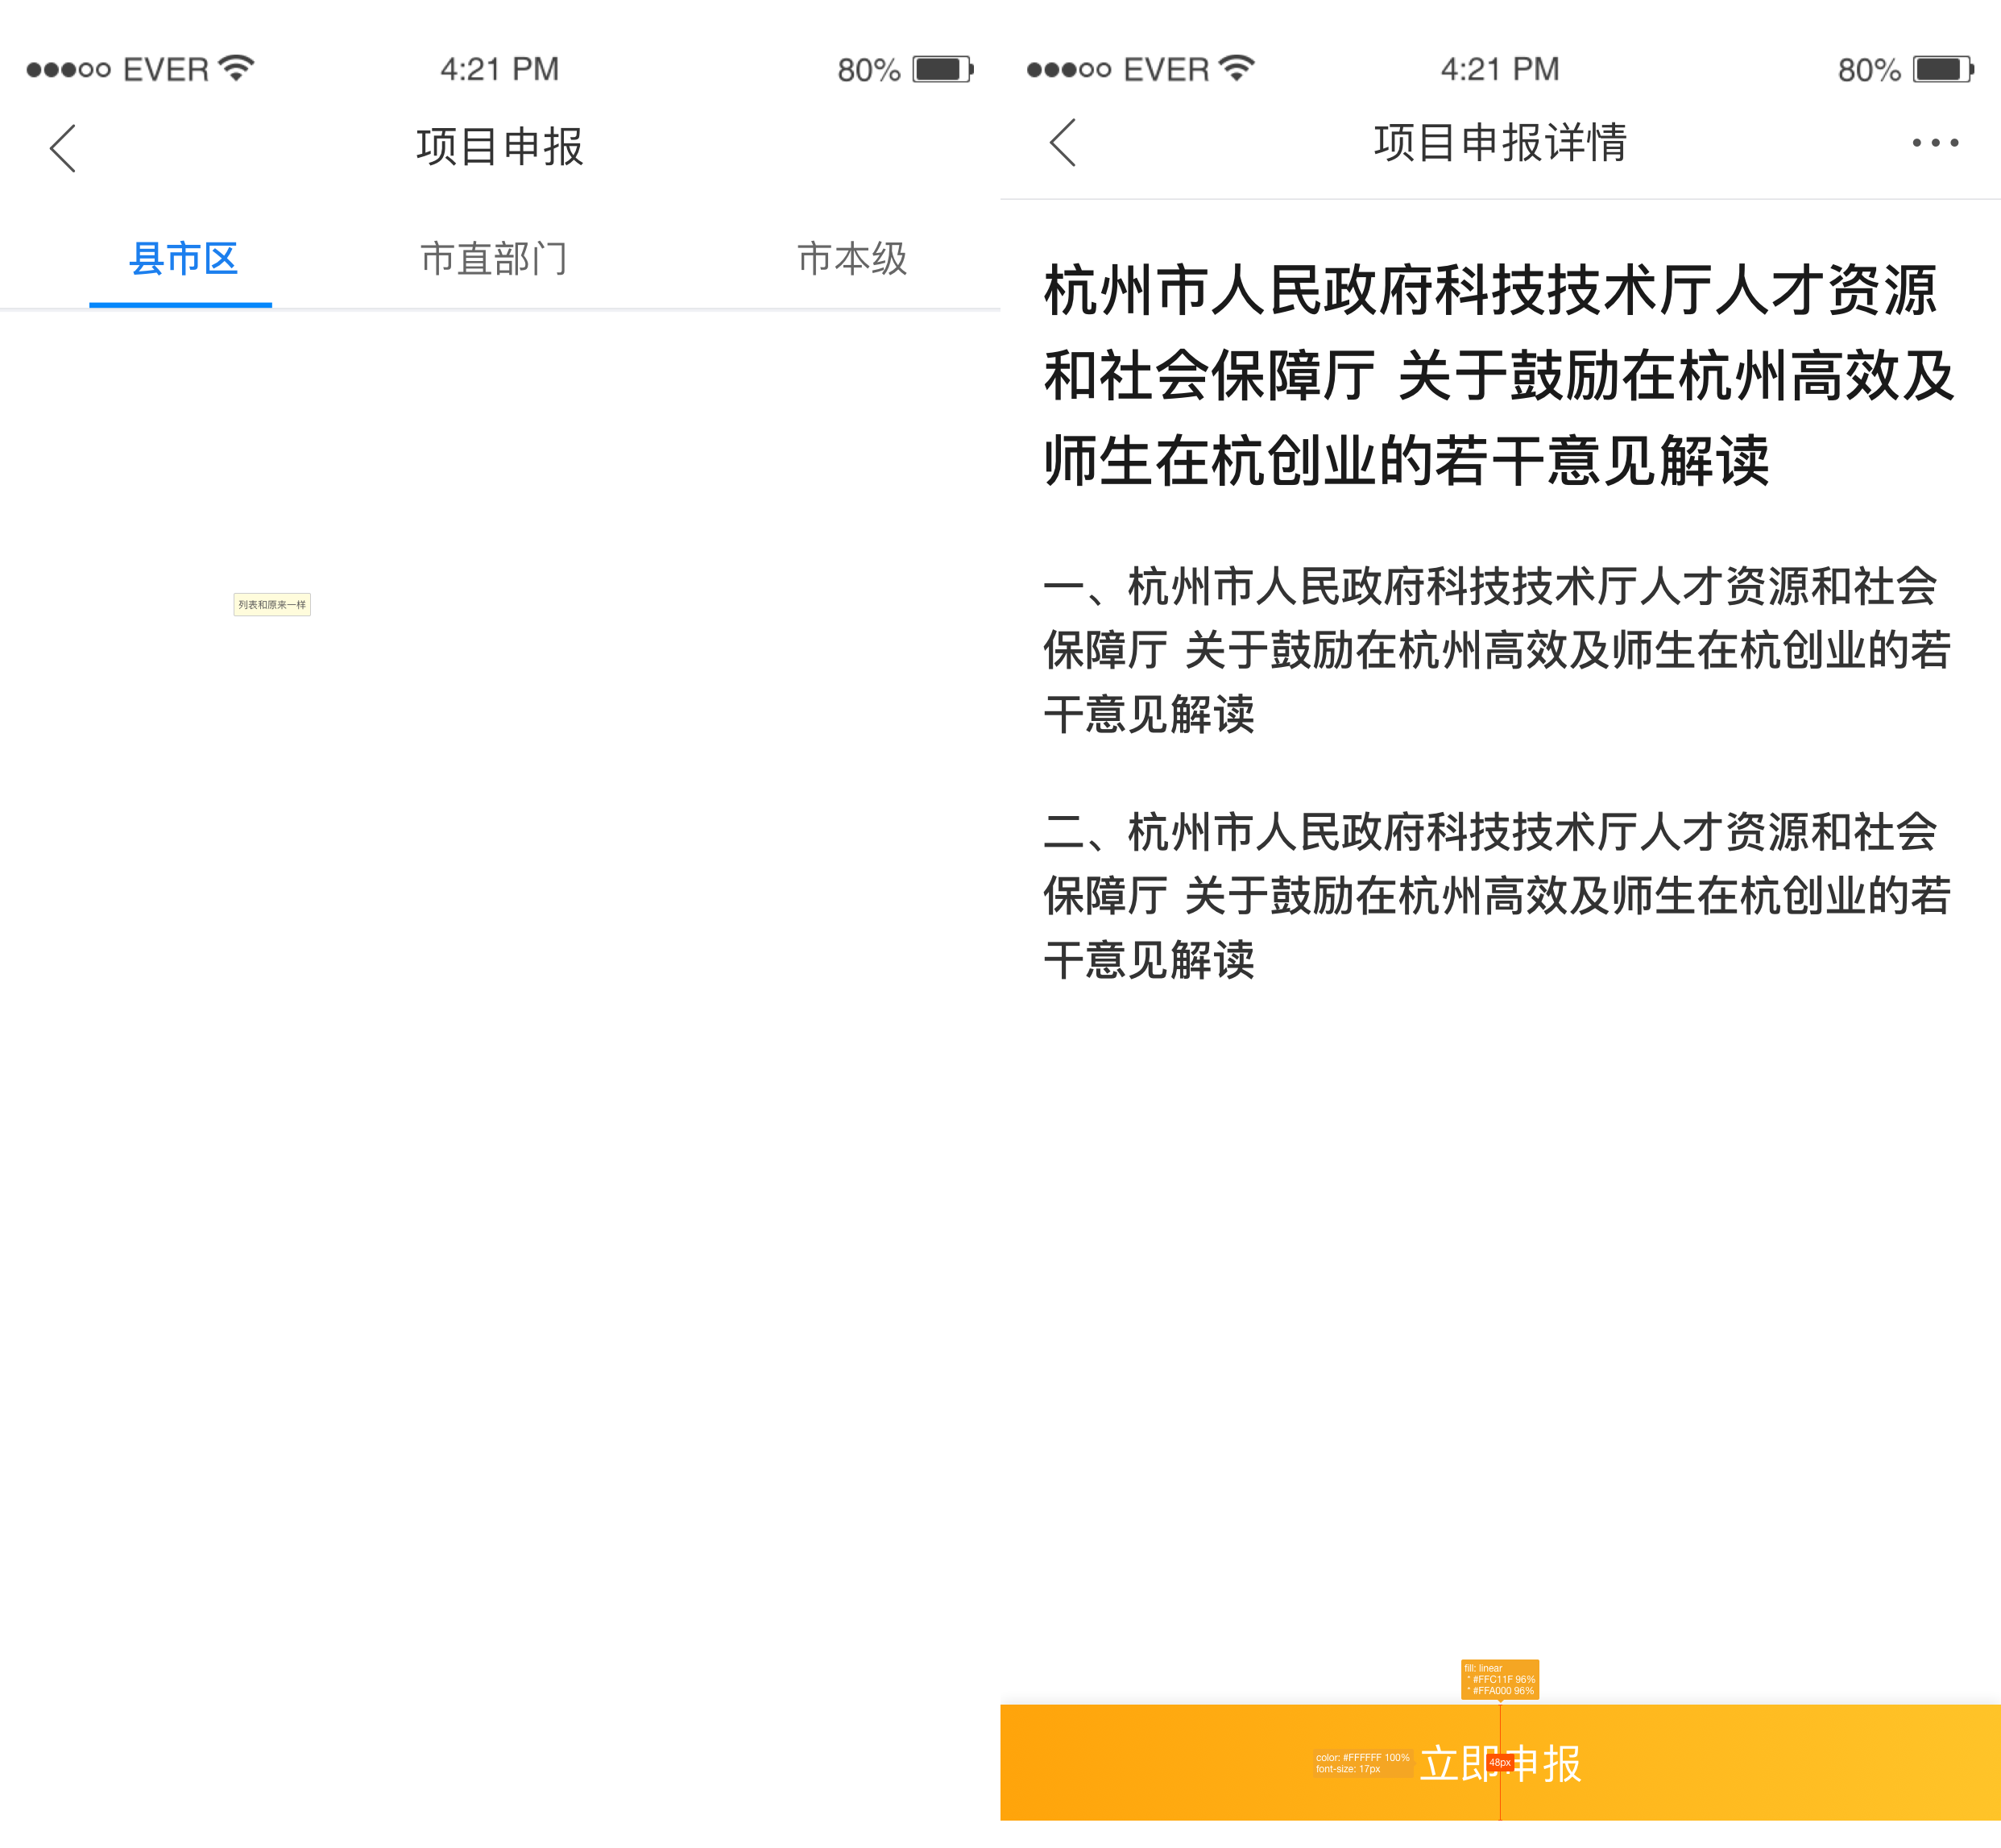 EVER 4:21 PM 80%
项目申报
县市区 市直部门 市本级
列表和原来一样
EVER 4:21 PM 80%
项目申报详情
杭州市人民政府科技技术厅人才资源
和社会保障厅 关于鼓励在杭州高效及
师生在杭创业的若干意见解读
一、杭州市人民政府科技技术厅人才资源和社会
保障厅 关于鼓励在杭州高效及师生在杭创业的若
干意见解读
二、杭州市人民政府科技技术厅人才资源和社会
保障厅 关于鼓励在杭州高效及师生在杭创业的若
干意见解读
fill: linear
* #FFC11F 96%
* #FFA000 96%
color: #FFFFFF 100%
font-size: 17px
立即申报
48px